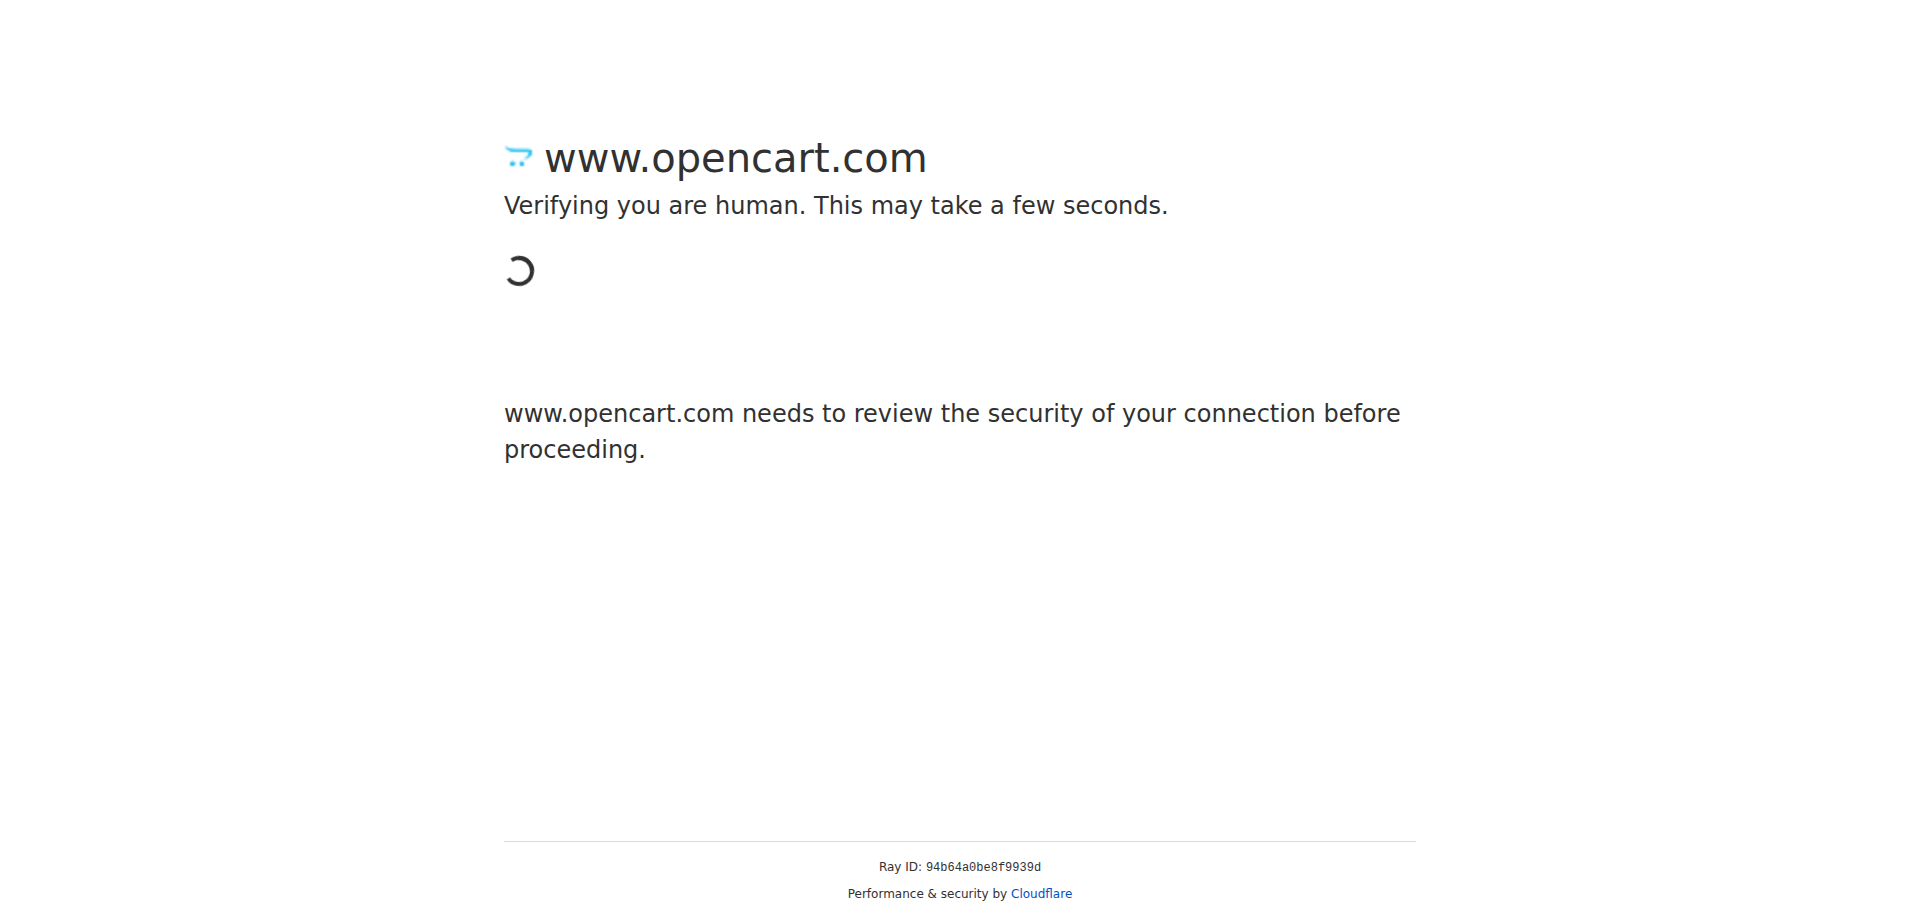 www.opencart.com
Verifying you are human. This may take a few seconds.
www.opencart.com needs to review the security of your connection before
proceeding.
Ray ID: 94b64a0be8f9939d
Performance & security by Cloudflare